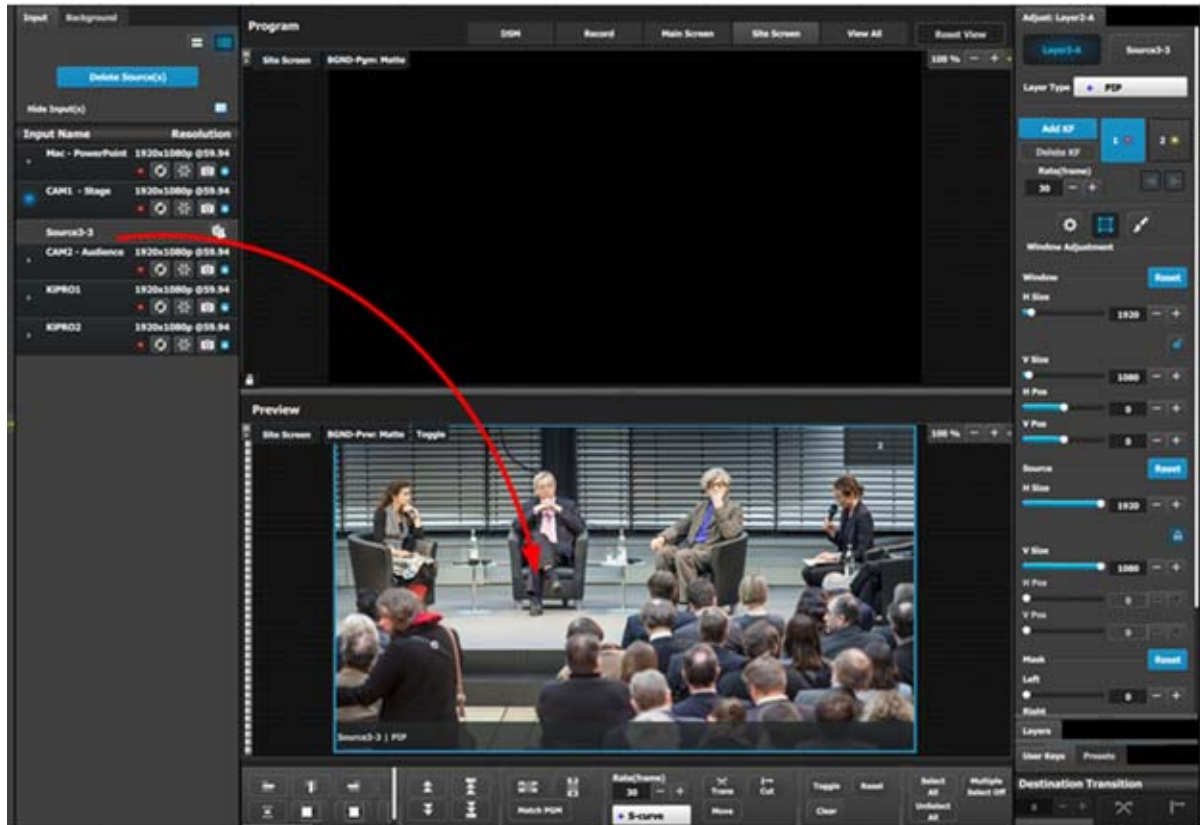 Input Background
Delete Source(s)
Hide Input(s)
Input Name Resolution
Mac - PowerPoint 1920x1080p @59.94
CAM1 - Stage 1920x1080p @59.94
Source3-3
CAM2 - Audience 1920x1080p @59.94
KIPRO1 1920x1080p @59.94
KIPRO2 1920x1080p @59.94
Program
DSM Record Main Screen Site Screen View All Reset View
Site Screen BGND-Pgm: Matte 100 % - +
Preview
Site Screen BGND-Pvw: Matte Toggle 100 % - +
2
Source3-3 | PIP
Match PGM
Rate(frame)
30 - +
S-curve
Trans Cut
Move
Toggle Reset
Clear
Select All
UnSelect All
Multiple Select Off
Adjust: Layer2-A
Layer2-A Source3-3
Layer Type PIP
Add KF 1 2
Delete KF
Rate(frame)
30 - +
Window Adjustment
Window Reset
H Size
1920 - +
V Size
1080 - +
H Pos
0 - +
V Pos
0 - +
Source Reset
H Size
1920 - +
V Size
1080 - +
H Pos
0 - +
V Pos
0 - +
Mask Reset
Left
0 - +
Right
Layers
User Keys Presets
Destination Transition
- +